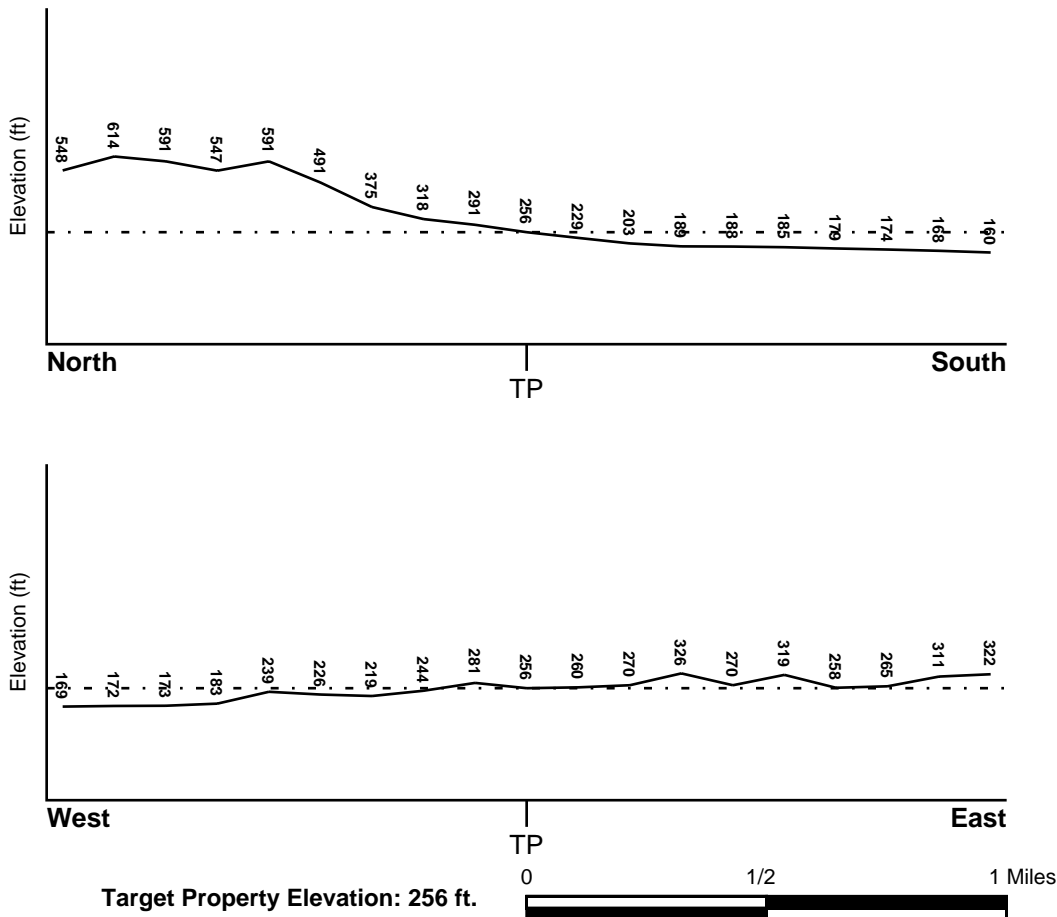 Elevation (ft)
548 614 591 547 591 491 375 318 291 256 229 203 189 188 185 179 174 168 160
North South
TP
Elevation (ft)
169 172 173 183 239 226 219 244 281 256 260 270 326 270 319 258 265 311 322
West East
TP
Target Property Elevation: 256 ft.
0 1/2 1 Miles